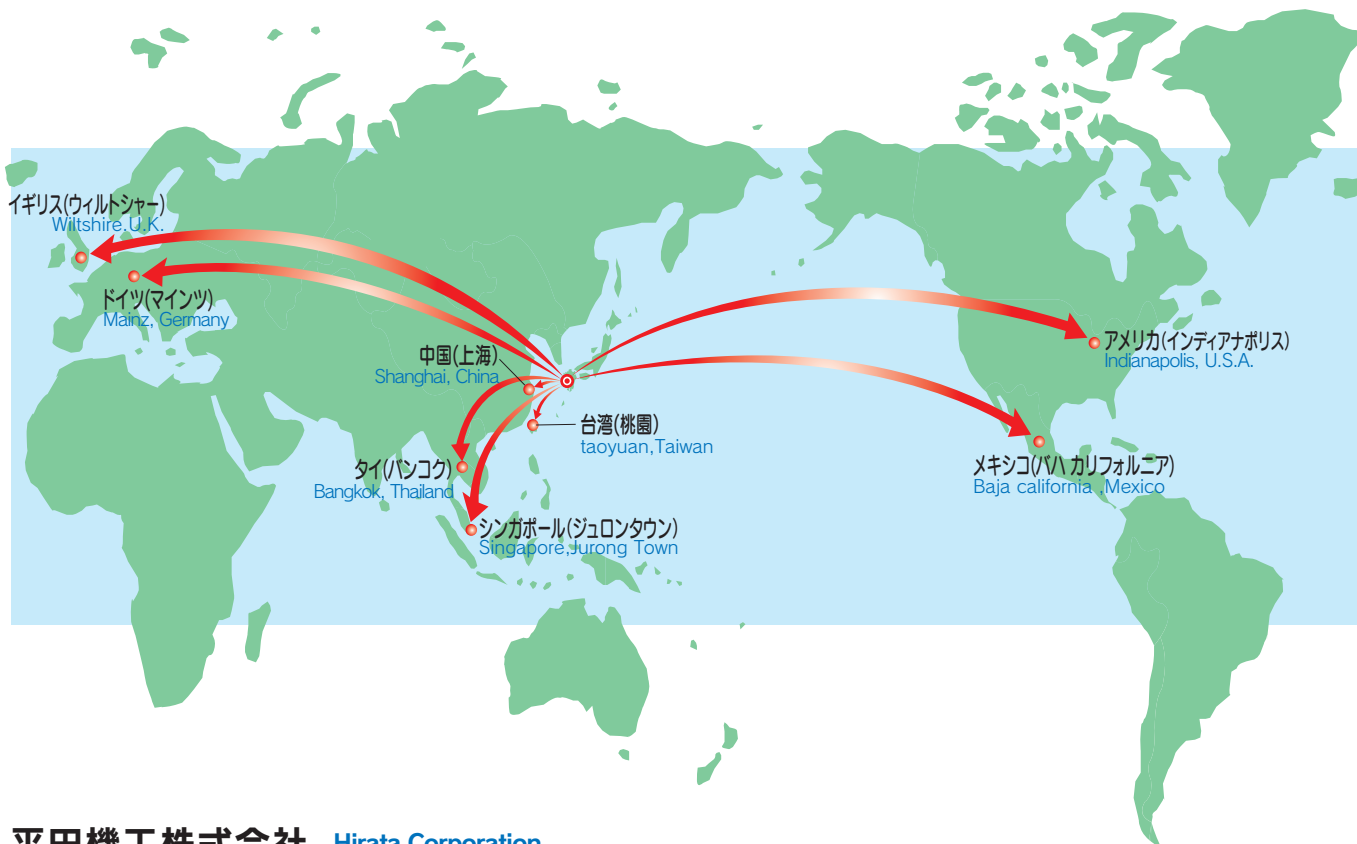 イギリス(ウィルトシャー)
Wiltshire.U.K.
ドイツ(マインツ)
Mainz, Germany
中国(上海)
Shanghai, China
アメリカ(インディアナポリス)
Indianapolis, U.S.A.
台湾(桃園)
taoyuan,Taiwan
タイ(バンコク)
Bangkok, Thailand
メキシコ(バハ カリフォルニア)
Baja california ,Mexico
シンガポール(ジュロンタウン)
Singapore,Jurong Town
平田機工株式会社 Hirata Corporation